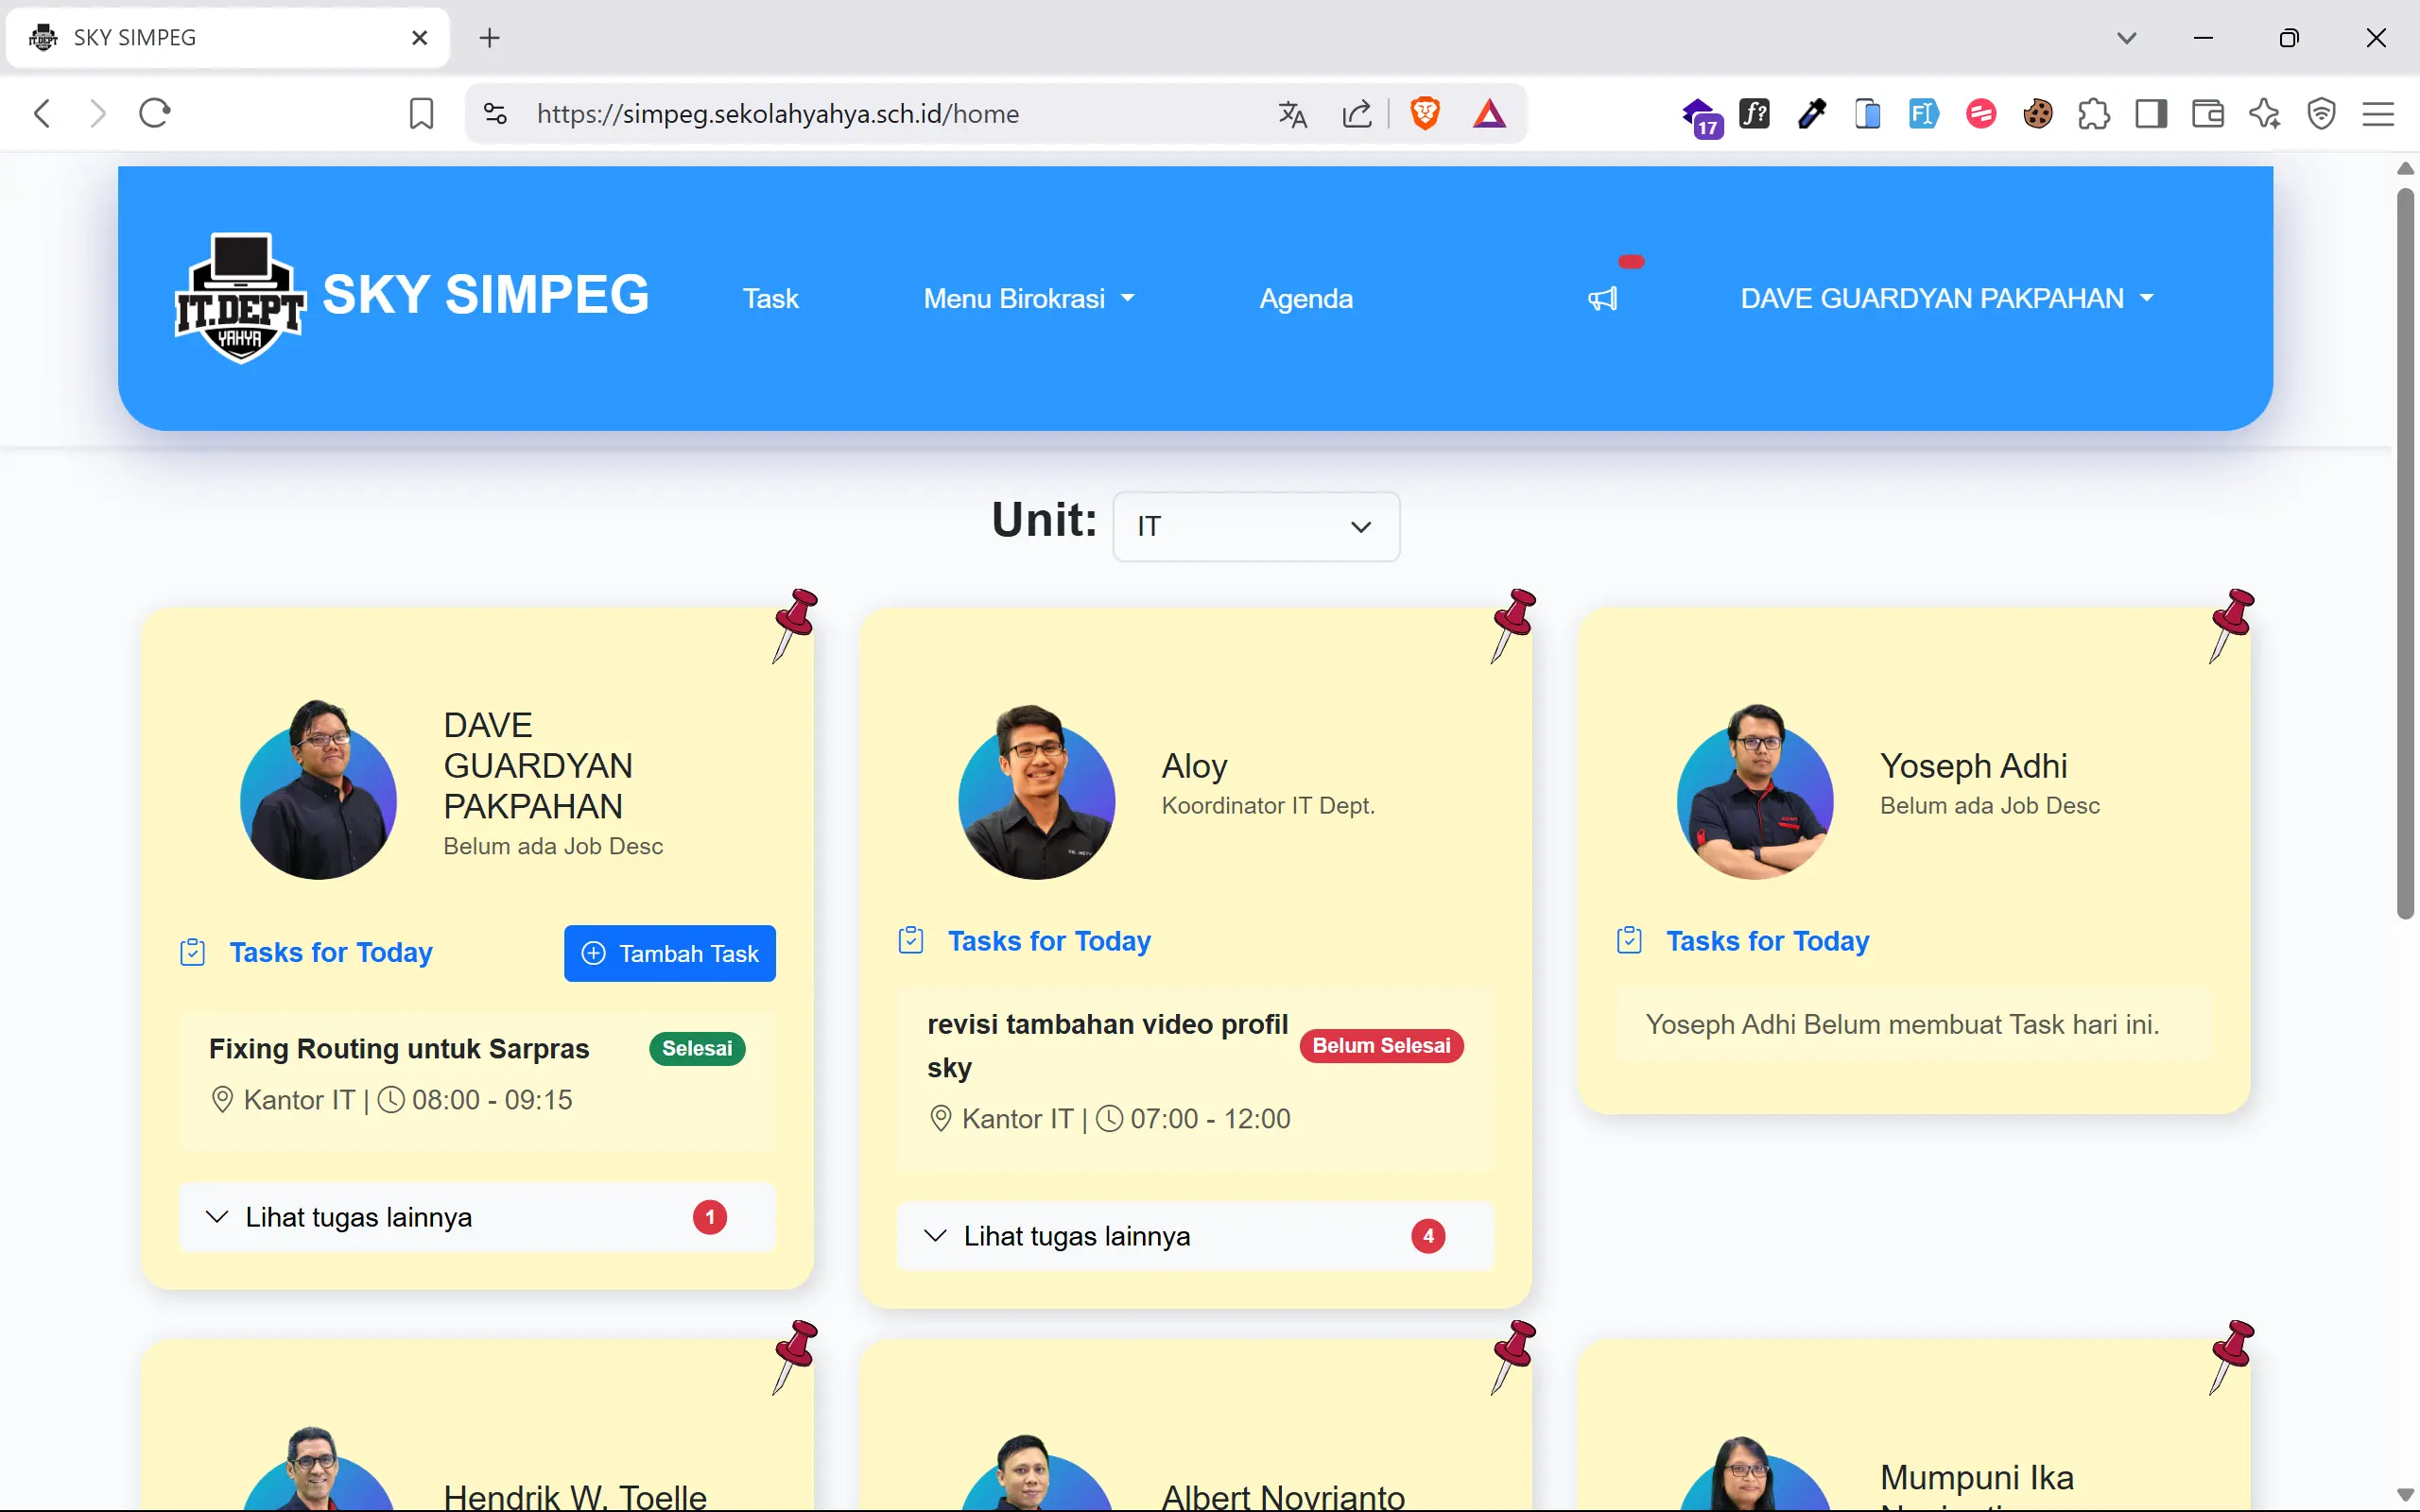 SKY SIMPEG
17
https://simpeg.sekolahyahya.sch.id/home
IT.DEPT
YAHYA
SKY SIMPEG
Task
Menu Birokrasi
Agenda
DAVE GUARDYAN PAKPAHAN
Unit:
IT
DAVE
GUARDYAN
PAKPAHAN
Belum ada Job Desc
Tasks for Today
Tambah Task
Fixing Routing untuk Sarpras
Selesai
Kantor IT | 08:00 - 09:15
Lihat tugas lainnya
1
Aloy
Koordinator IT Dept.
Tasks for Today
revisi tambahan video profil
sky
Belum Selesai
Kantor IT | 07:00 - 12:00
Lihat tugas lainnya
4
Yoseph Adhi
Belum ada Job Desc
Tasks for Today
Yoseph Adhi Belum membuat Task hari ini.
Hendrik W. Toelle
Albert Novrianto
Mumpuni Ika